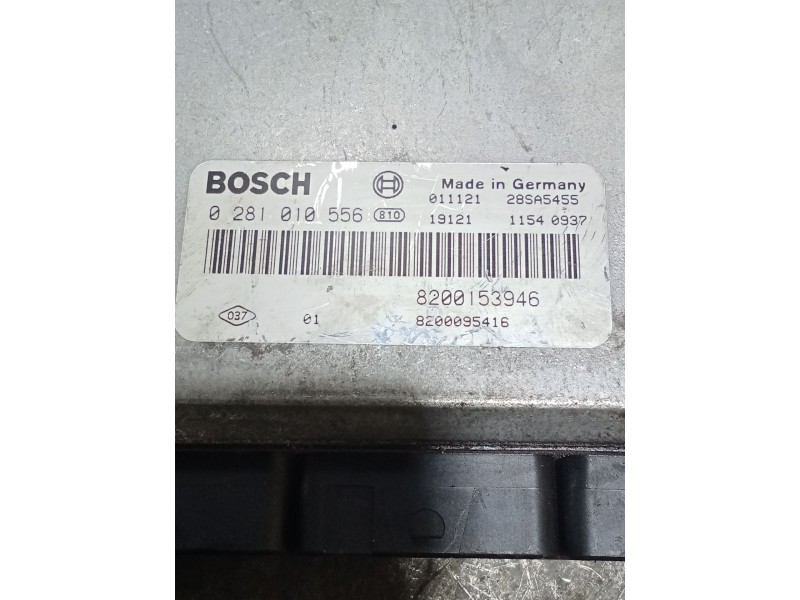 BOSCH
Made in Germany
011121 28SA5455
0 281 010 556 810
19121 1154 0937
8200153946
037 01 8200095416